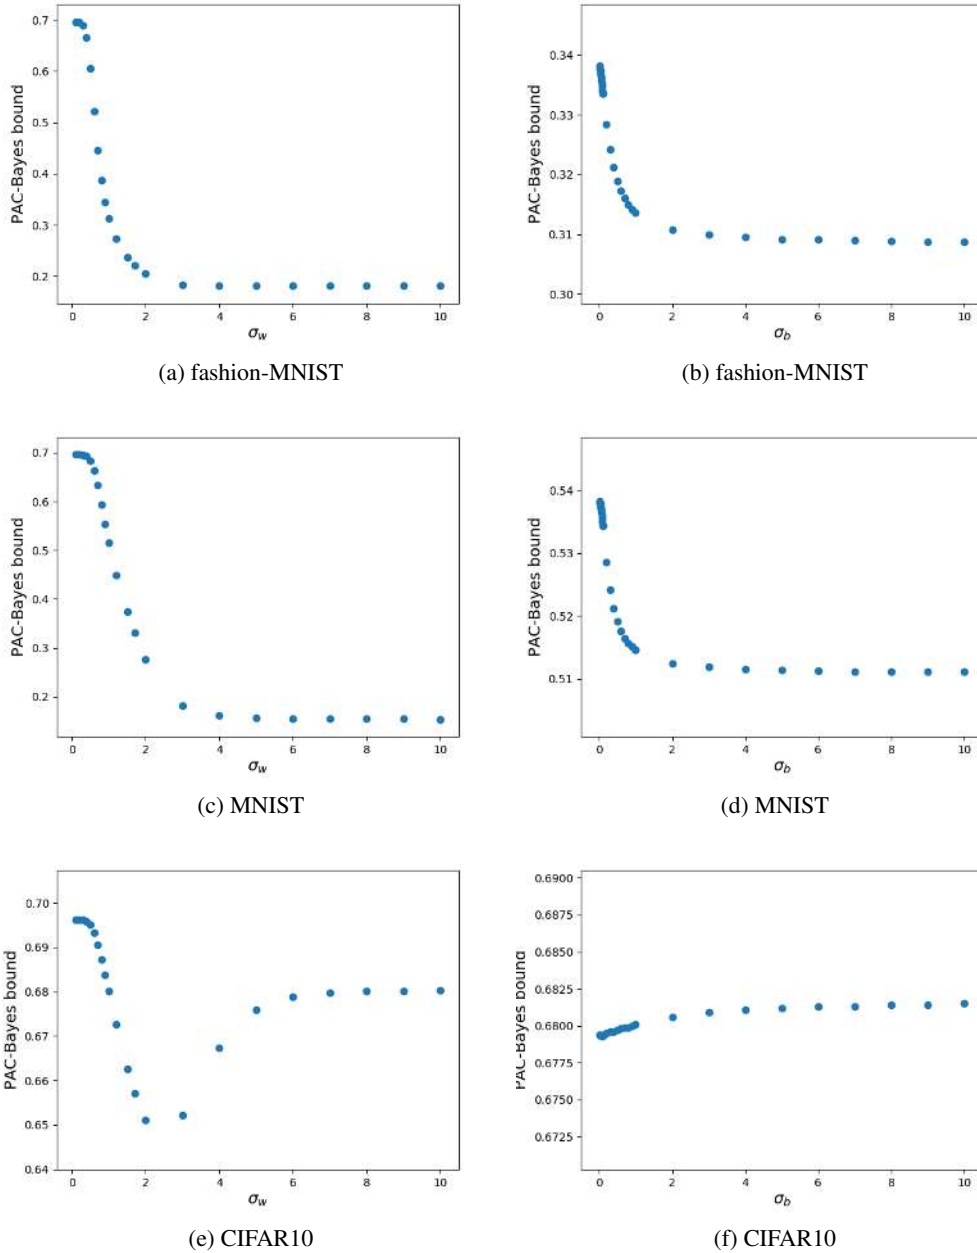 0.7
0.6
0.5
0.4
0.3
0.2
PAC-Bayes bound
0 2 4 6 8 10
σ_w
(a) fashion-MNIST
0.34
0.33
0.32
0.31
0.30
PAC-Bayes bound
0 2 4 6 8 10
σ_b
(b) fashion-MNIST
0.7
0.6
0.5
0.4
0.3
0.2
PAC-Bayes bound
0 2 4 6 8 10
σ_w
(c) MNIST
0.54
0.53
0.52
0.51
PAC-Bayes bound
0 2 4 6 8 10
σ_b
(d) MNIST
0.70
0.69
0.68
0.67
0.66
0.65
0.64
PAC-Bayes bound
0 2 4 6 8 10
σ_w
(e) CIFAR10
0.6900
0.6875
0.6850
0.6825
0.6800
0.6775
0.6750
0.6725
PAC-Bayes bound
0 2 4 6 8 10
σ_b
(f) CIFAR10